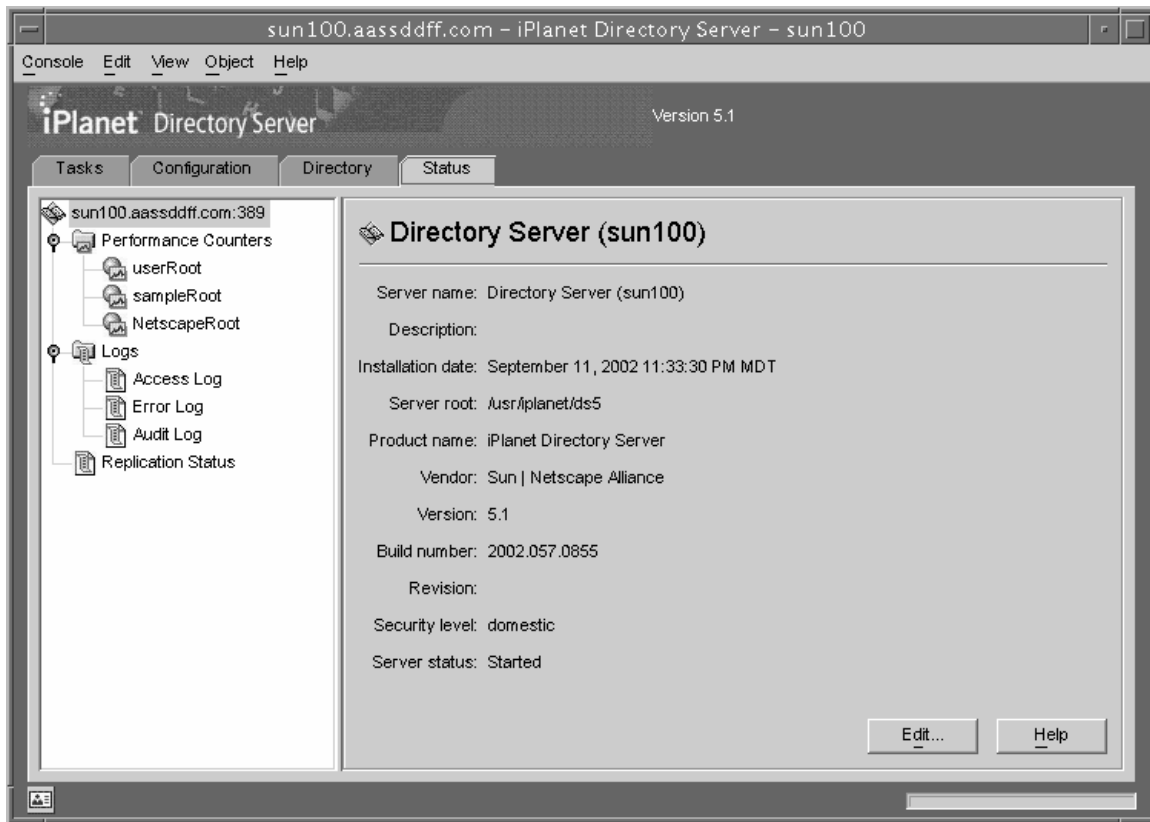 sun100.aassddff.com – iPlanet Directory Server – sun100
Console Edit View Object Help
iPlanet Directory Server
Version 5.1
Tasks Configuration Directory Status
sun100.aassddff.com:389
Performance Counters
userRoot
sampleRoot
NetscapeRoot
Logs
Access Log
Error Log
Audit Log
Replication Status
Directory Server (sun100)
Server name: Directory Server (sun100)
Description:
Installation date: September 11, 2002 11:33:30 PM MDT
Server root: /usr/iplanet/ds5
Product name: iPlanet Directory Server
Vendor: Sun | Netscape Alliance
Version: 5.1
Build number: 2002.057.0855
Revision:
Security level: domestic
Server status: Started
Edit... Help